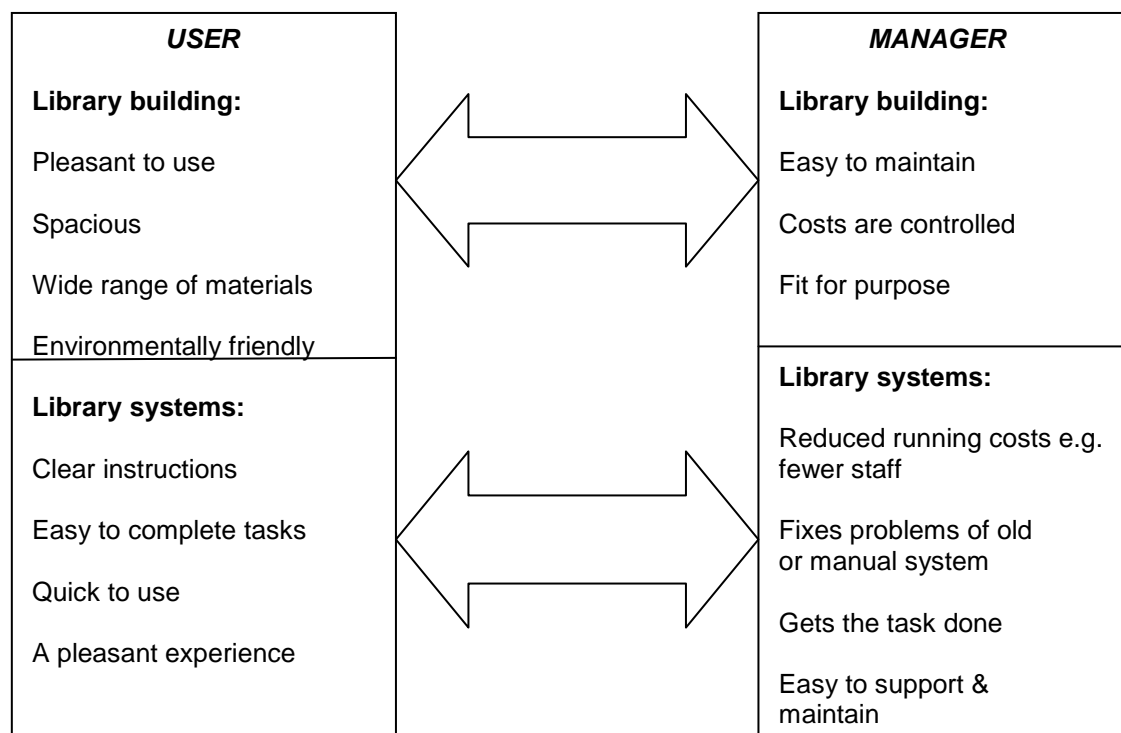 USER
Library building:
Pleasant to use
Spacious
Wide range of materials
Environmentally friendly
Library systems:
Clear instructions
Easy to complete tasks
Quick to use
A pleasant experience
MANAGER
Library building:
Easy to maintain
Costs are controlled
Fit for purpose
Library systems:
Reduced running costs e.g.
fewer staff
Fixes problems of old
or manual system
Gets the task done
Easy to support &
maintain